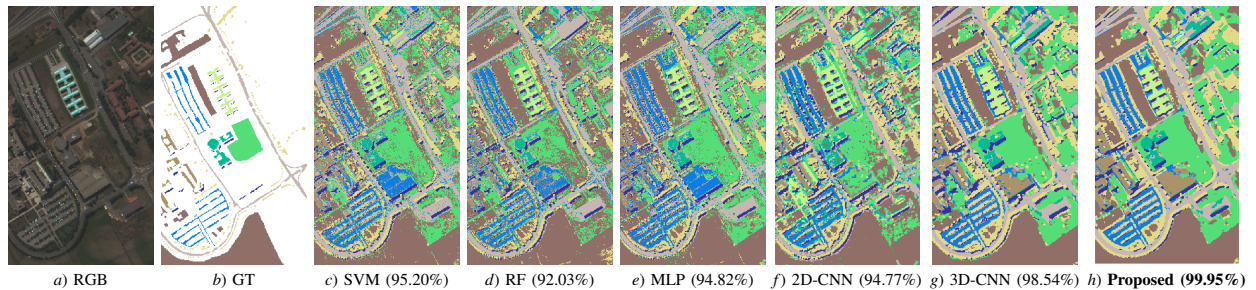 a) RGB b) GT c) SVM (95.20%) d) RF (92.03%) e) MLP (94.82%) f) 2D-CNN (94.77%) g) 3D-CNN (98.54%) h) Proposed (99.95%)